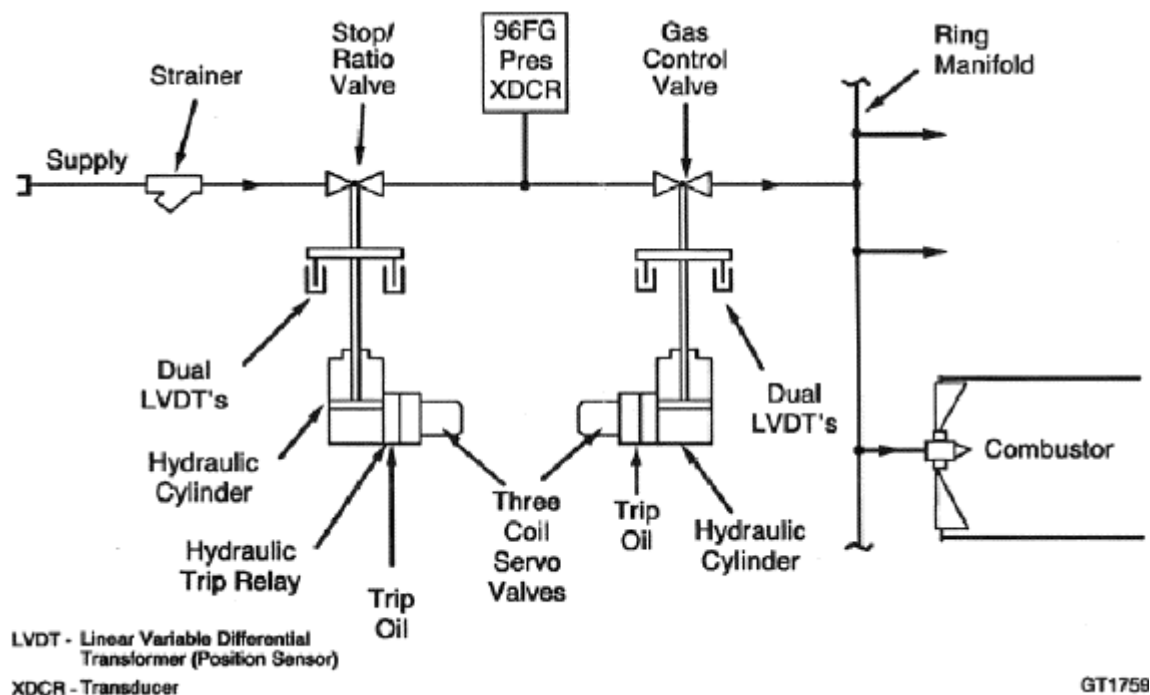 Stop/
Ratio
Valve
96FG
Pres
XDCR
Gas
Control
Valve
Ring
Manifold
Strainer
Supply
Dual
LVDT's
Dual
LVDT's
Combustor
Hydraulic
Cylinder
Three
Coil
Servo
Valves
Trip
Oil
Hydraulic
Cylinder
Hydraulic
Trip Relay
Trip
Oil
LVDT - Linear Variable Differential
Transformer (Position Sensor)
XDCR - Transducer
GT1759